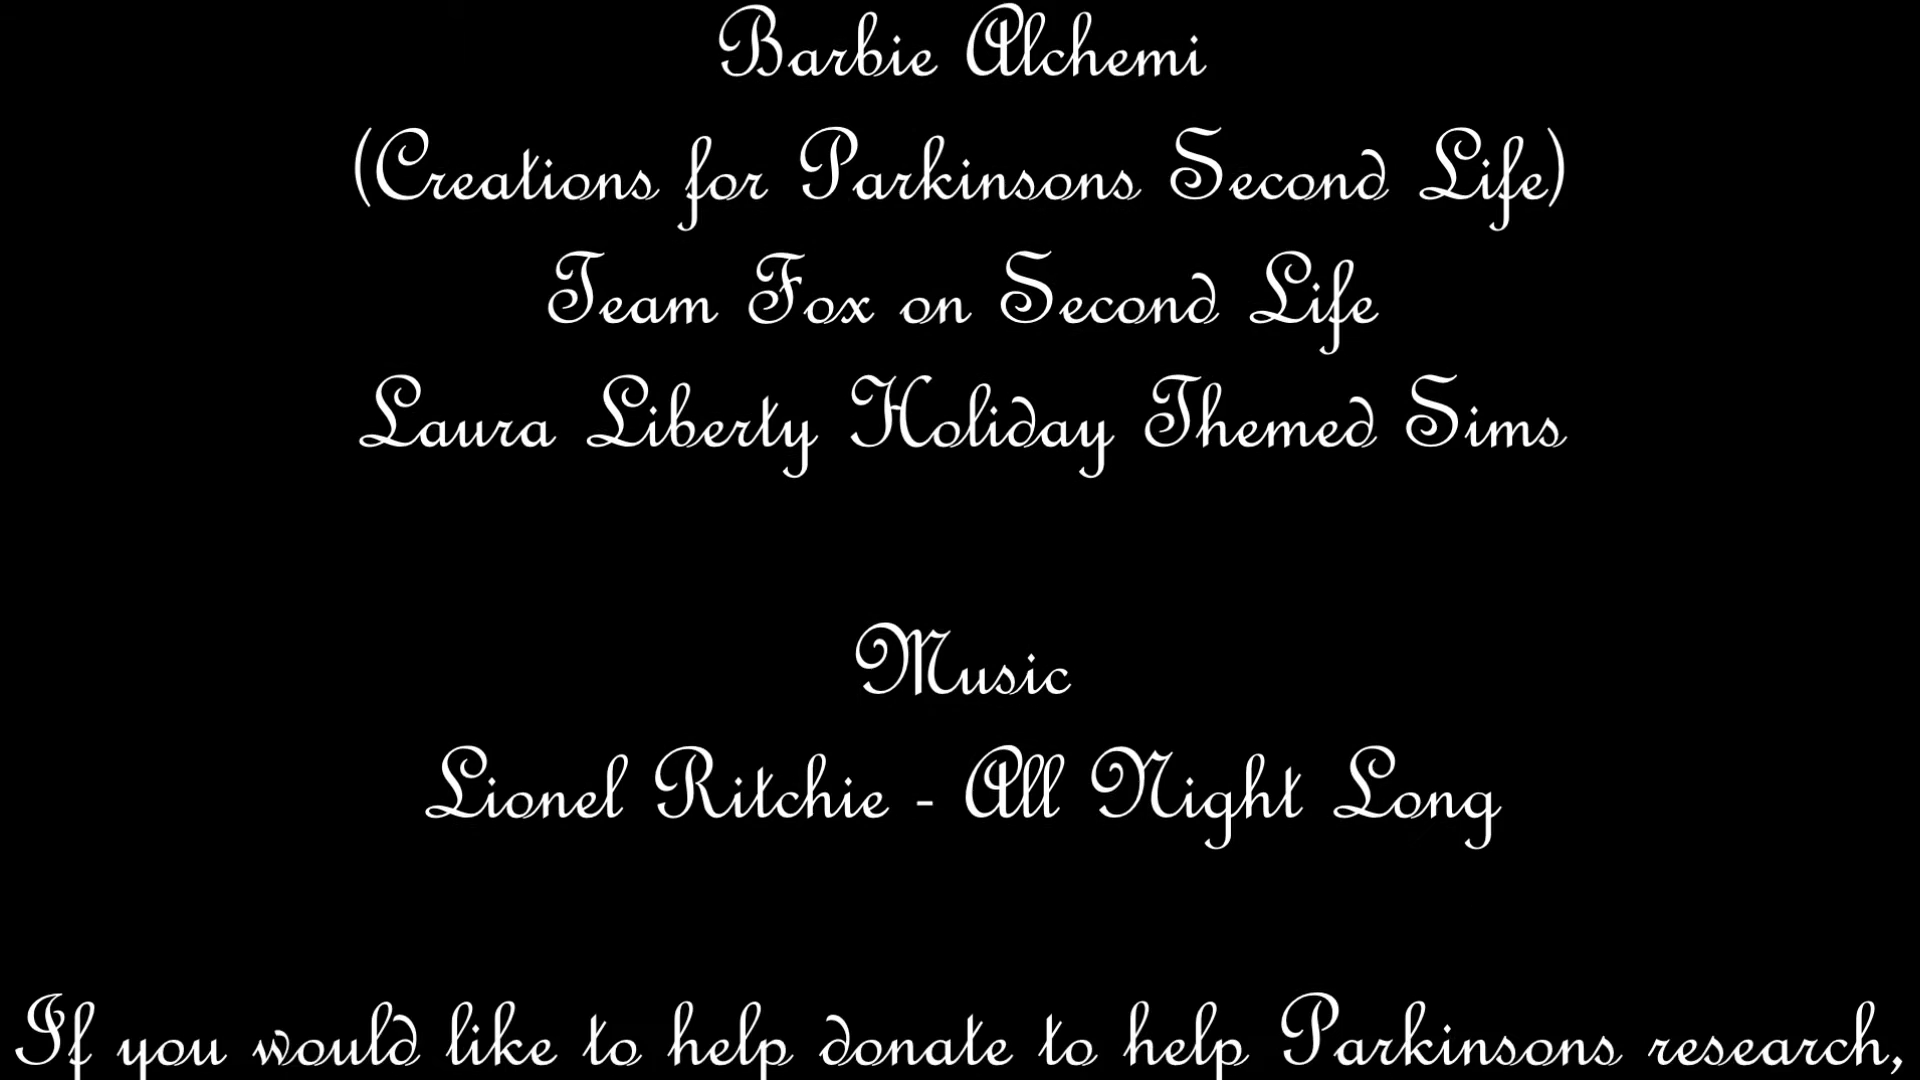 Barbie Alchemi
(Creations for Parkinsons Second Life)
Team Fox on Second Life
Laura Liberty Holiday Themed Sims
Music
Lionel Ritchie - All Night Long
If you would like to help donate to help Parkinsons research,